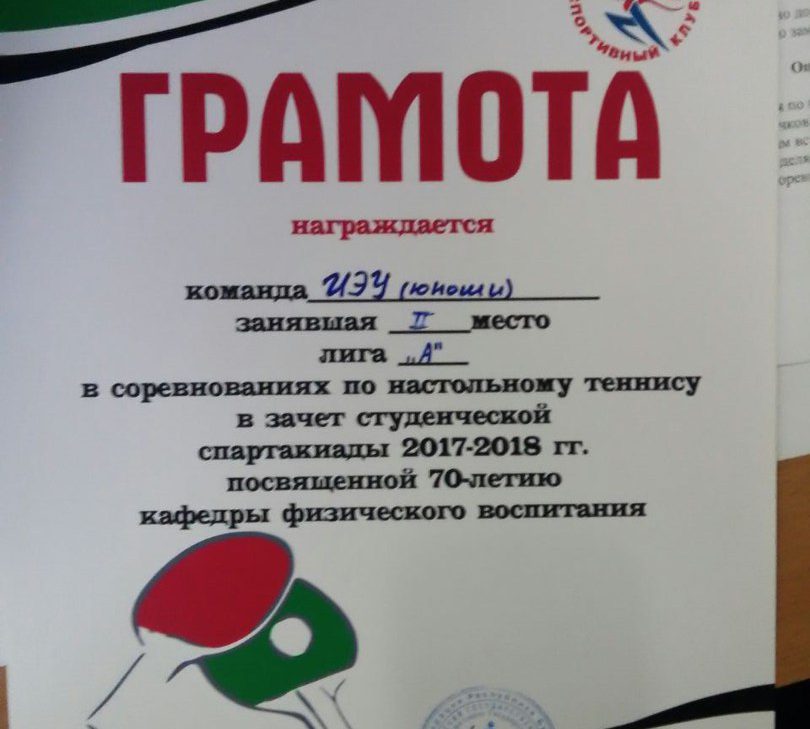 СПОРТИВНЫЙ КЛУБ
ГРАМОТА
награждается
команда ИЭУ (юноши)
занявшая II место
лига „А"
в соревнованиях по настольному теннису
в зачет студенческой
спартакиады 2017-2018 гг.
посвященной 70-летию
кафедры физического воспитания